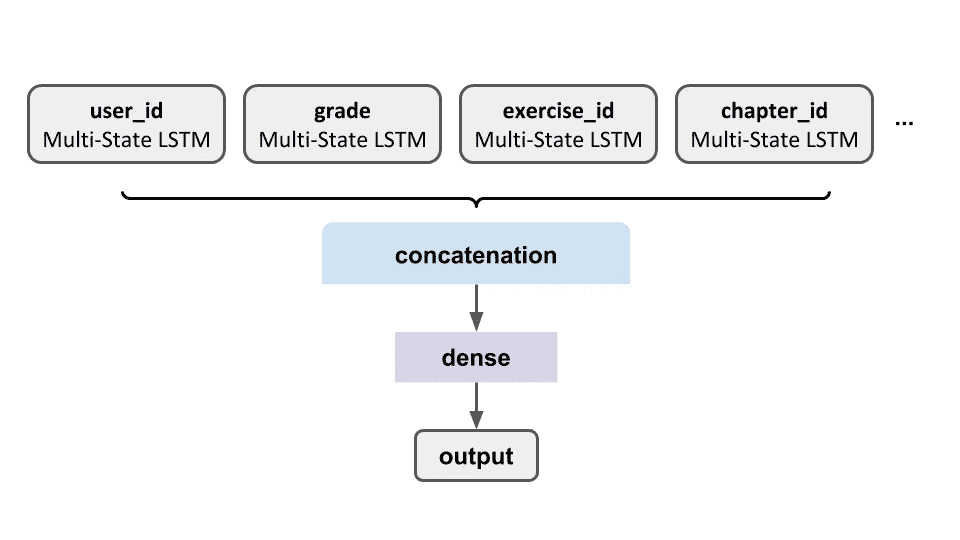 user_id
Multi-State LSTM
grade
Multi-State LSTM
exercise_id
Multi-State LSTM
chapter_id
Multi-State LSTM
...
concatenation
dense
output